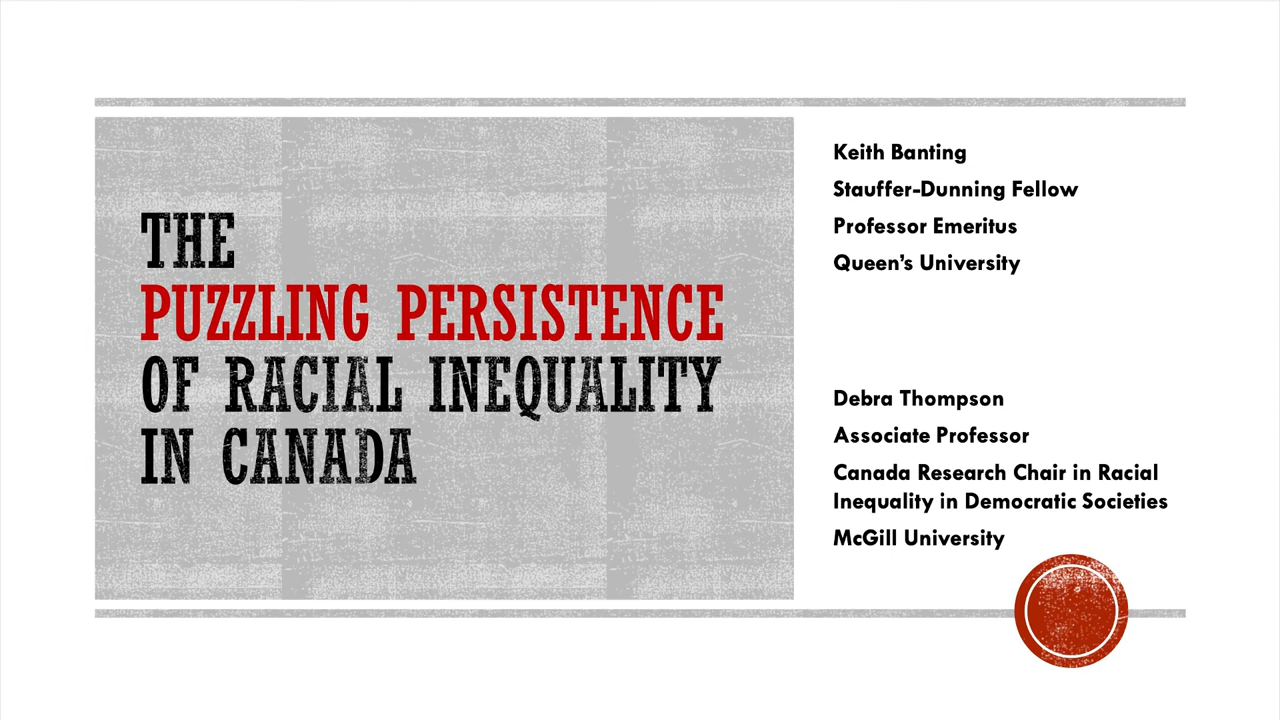 THE
PUZZLING PERSISTENCE
OF RACIAL INEQUALITY
IN CANADA
Keith Banting
Stauffer-Dunning Fellow
Professor Emeritus
Queen’s University
Debra Thompson
Associate Professor
Canada Research Chair in Racial
Inequality in Democratic Societies
McGill University